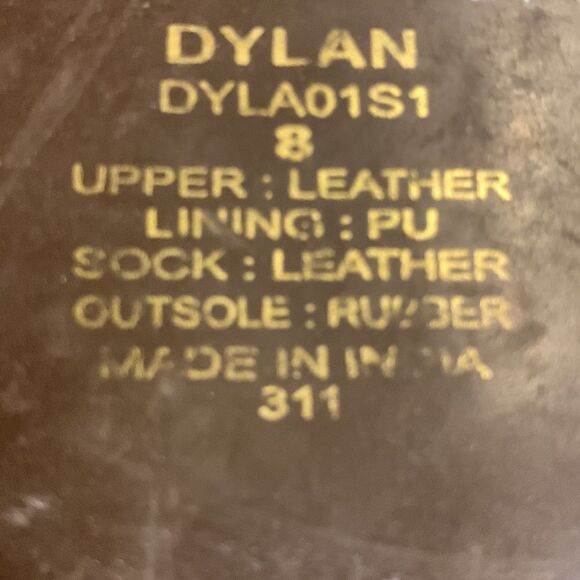 DYLAN
DYLA01S1
8
UPPER : LEATHER
LINING : PU
SOCK : LEATHER
OUTSOLE : RUBBER
MADE IN INDIA
311